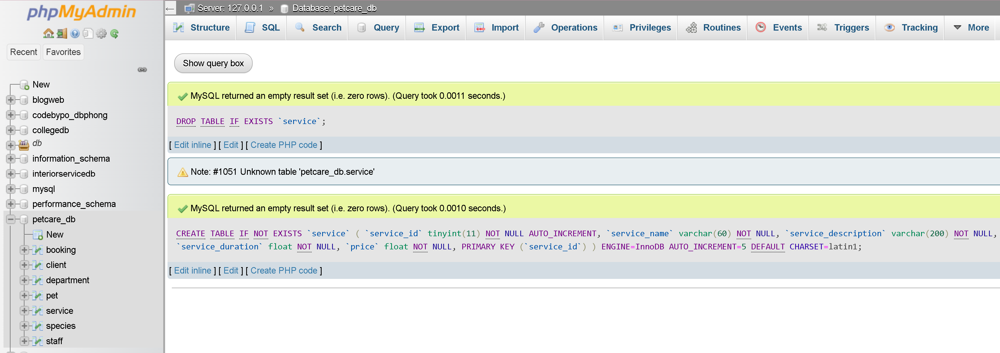 phpMyAdmin
Recent Favorites
New
blogweb
codebypo_dbphong
collegedb
db
information_schema
interiorservicedb
mysql
performance_schema
petcare_db
New
booking
client
department
pet
service
species
staff
Server: 127.0.0.1 » Database: petcare_db
Structure SQL Search Query Export Import Operations Privileges Routines Events Triggers Tracking More
Show query box
MySQL returned an empty result set (i.e. zero rows). (Query took 0.0011 seconds.)
DROP TABLE IF EXISTS `service`;
[ Edit inline ] [ Edit ] [ Create PHP code ]
Note: #1051 Unknown table 'petcare_db.service'
MySQL returned an empty result set (i.e. zero rows). (Query took 0.0010 seconds.)
CREATE TABLE IF NOT EXISTS `service` ( `service_id` tinyint(11) NOT NULL AUTO_INCREMENT, `service_name` varchar(60) NOT NULL, `service_description` varchar(200) NOT NULL,
`service_duration` float NOT NULL, `price` float NOT NULL, PRIMARY KEY (`service_id`) ) ENGINE=InnoDB AUTO_INCREMENT=5 DEFAULT CHARSET=latin1;
[ Edit inline ] [ Edit ] [ Create PHP code ]